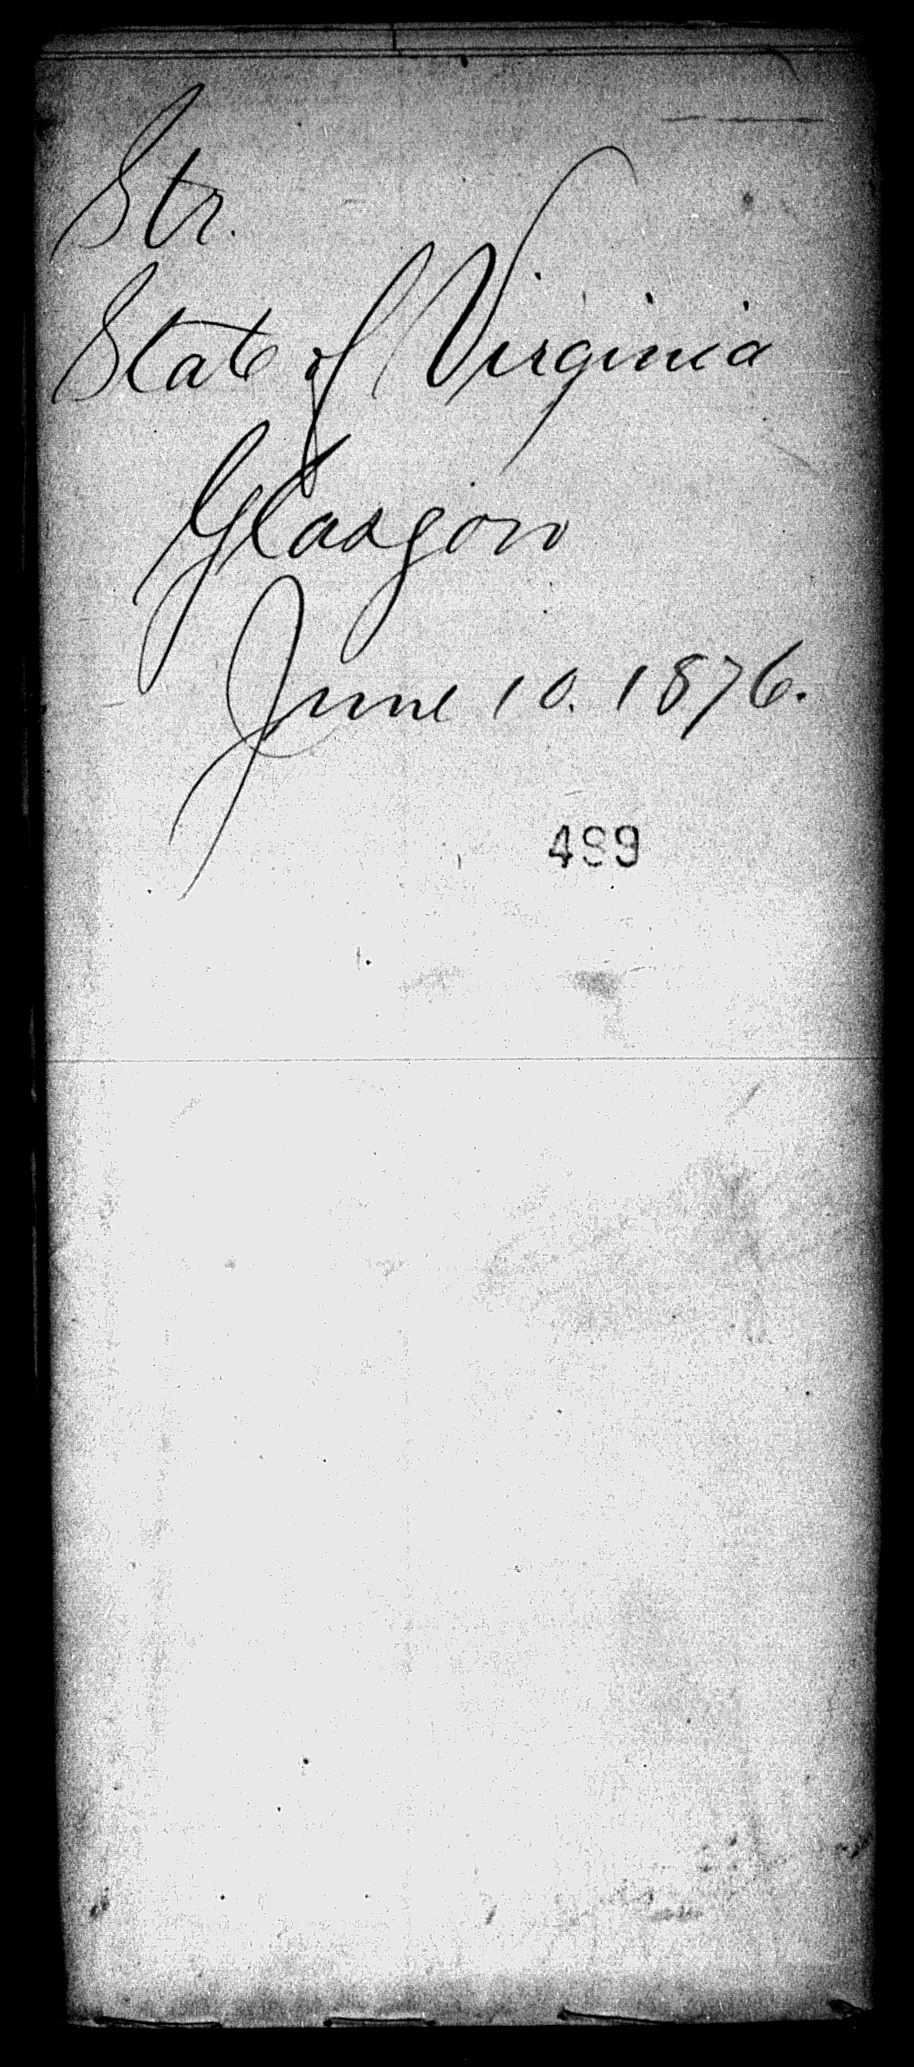 Str.
State of Virginia
Glasgow
June 10. 1876.
499